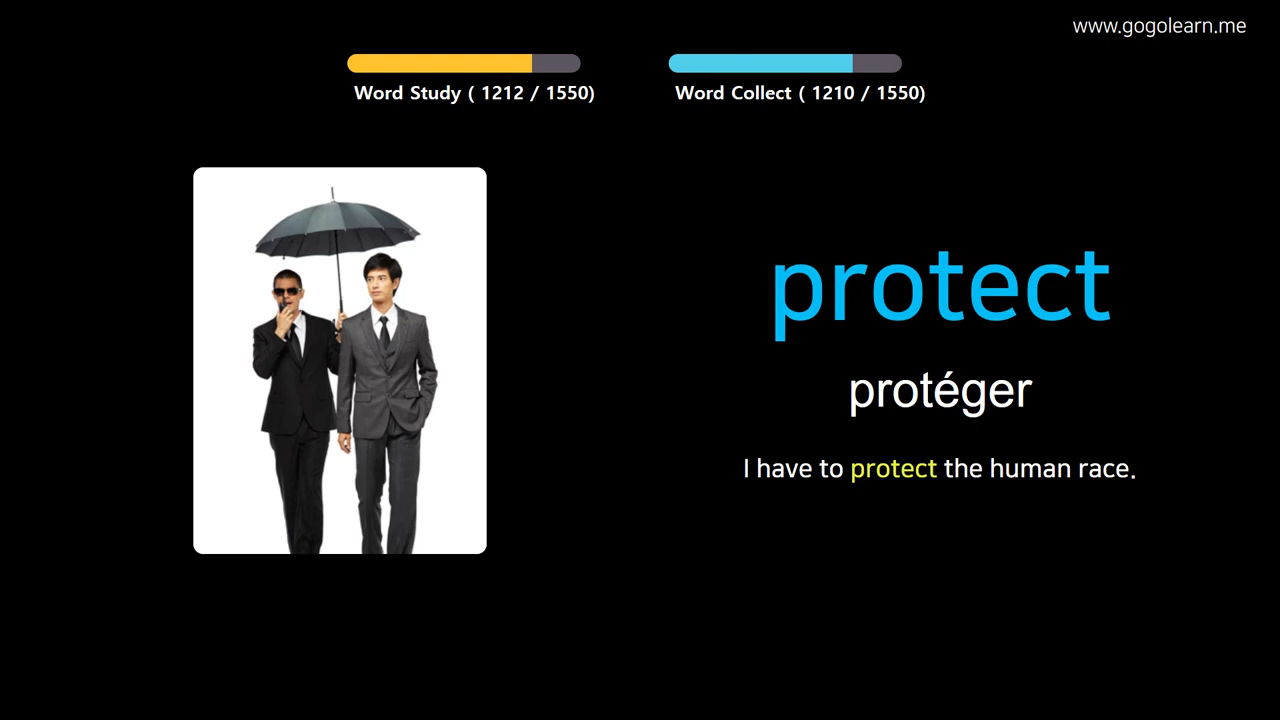 www.gogolearn.me
Word Study ( 1212 / 1550)
Word Collect ( 1210 / 1550)
protect
protéger
I have to protect the human race.